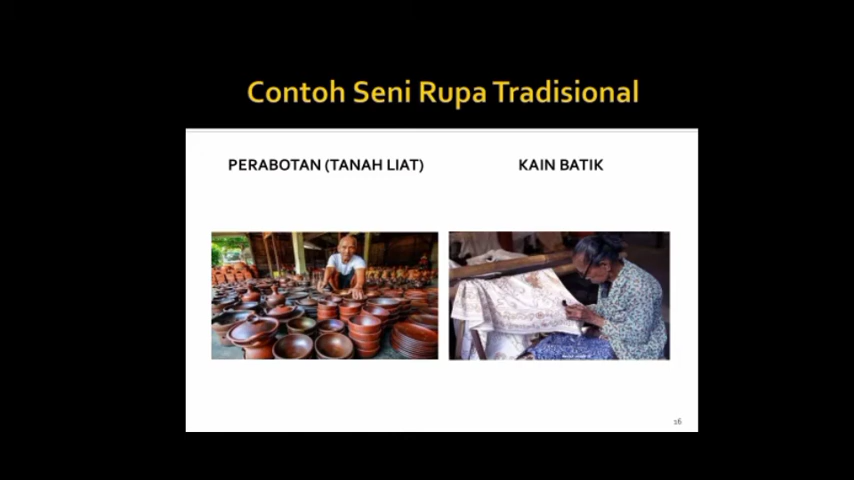 Contoh Seni Rupa Tradisional
PERABOTAN (TANAH LIAT)
KAIN BATIK
16